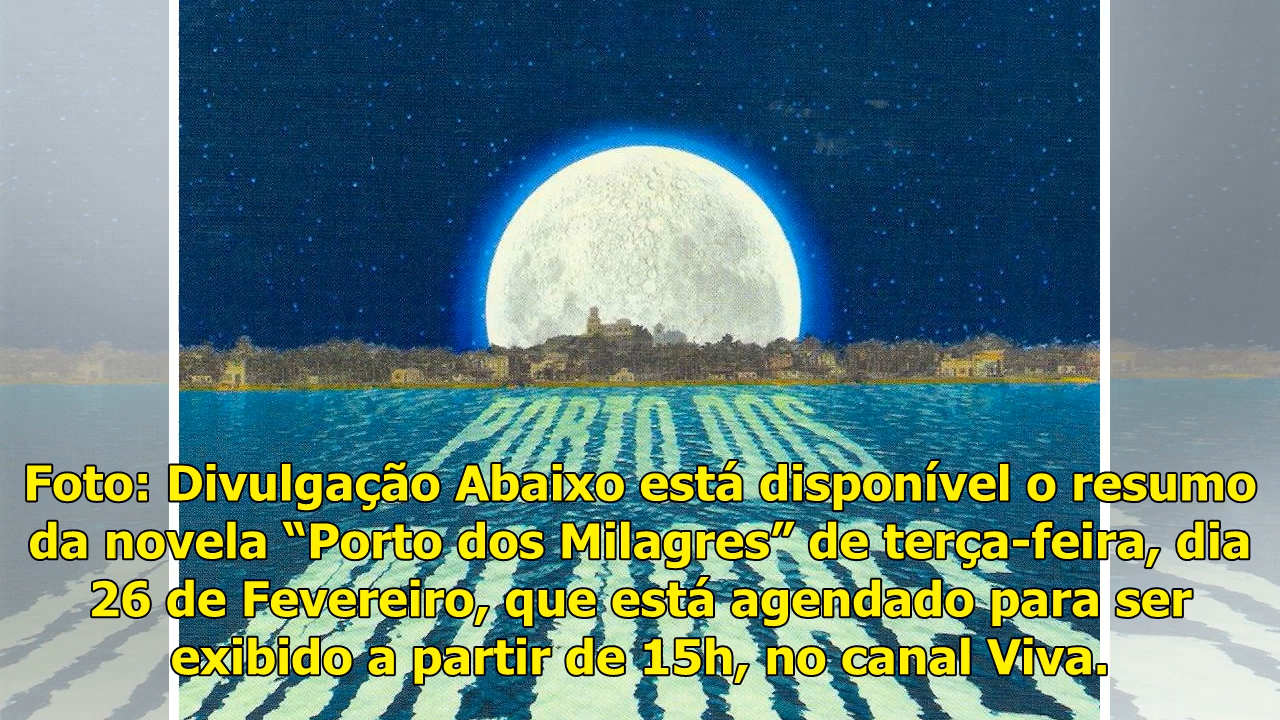 PORTO DOS
MILAGRES
Foto: Divulgação Abaixo está disponível o resumo
da novela “Porto dos Milagres” de terça-feira, dia
26 de Fevereiro, que está agendado para ser
exibido a partir de 15h, no canal Viva.